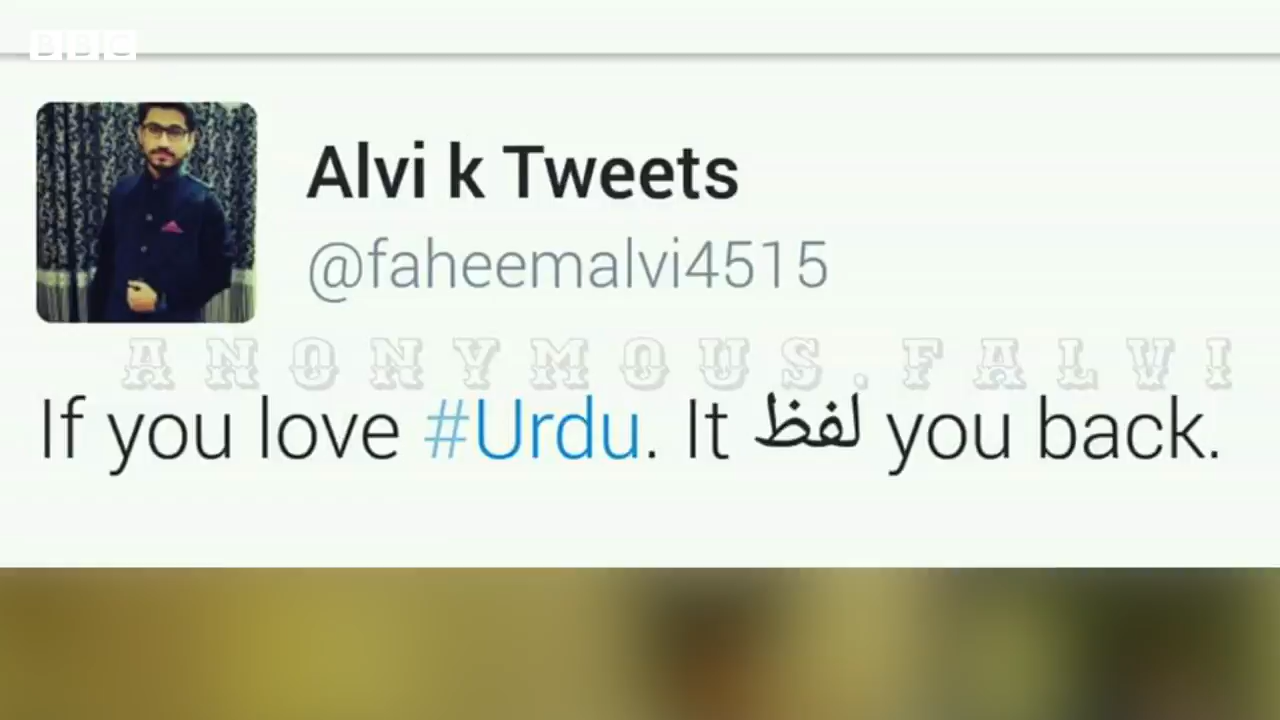 BBC
Alvi k Tweets
@faheemalvi4515
ANONYMOUS.FALVI
If you love #Urdu. It لفظ you back.